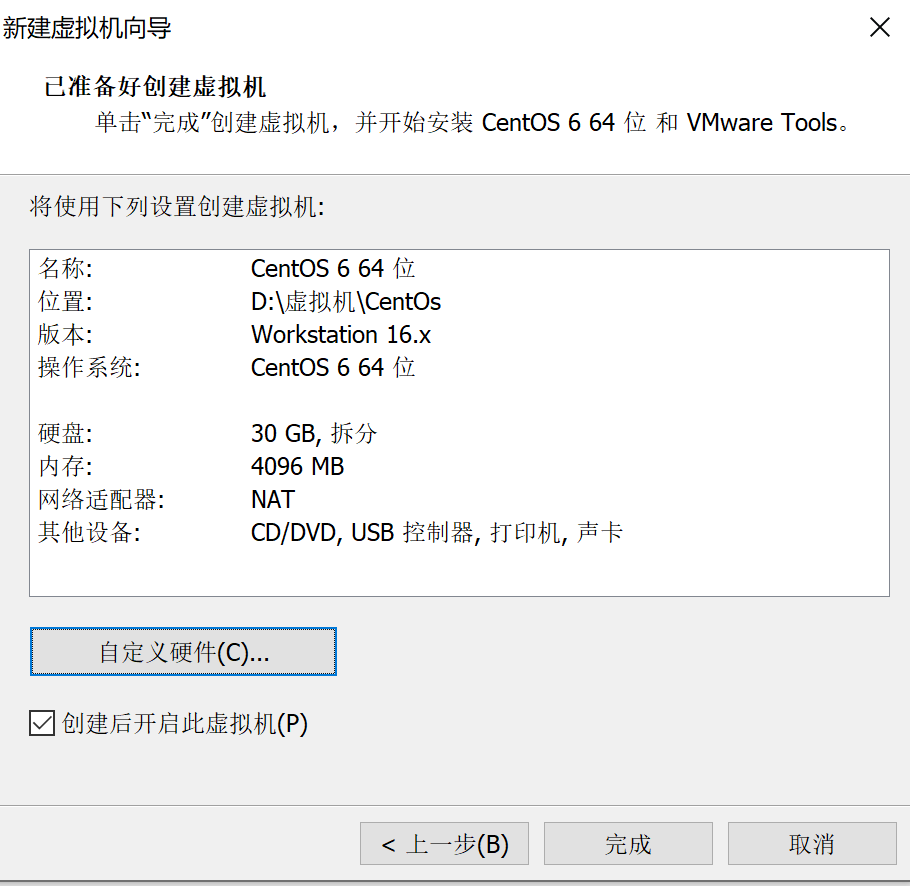 新建虚拟机向导
已准备好创建虚拟机
单击“完成”创建虚拟机，并开始安装 CentOS 6 64 位 和 VMware Tools。
将使用下列设置创建虚拟机:
名称: CentOS 6 64 位
位置: D:\虚拟机\CentOs
版本: Workstation 16.x
操作系统: CentOS 6 64 位
硬盘: 30 GB, 拆分
内存: 4096 MB
网络适配器: NAT
其他设备: CD/DVD, USB 控制器, 打印机, 声卡
自定义硬件(C)...
创建后开启此虚拟机(P)
< 上一步(B) 完成 取消